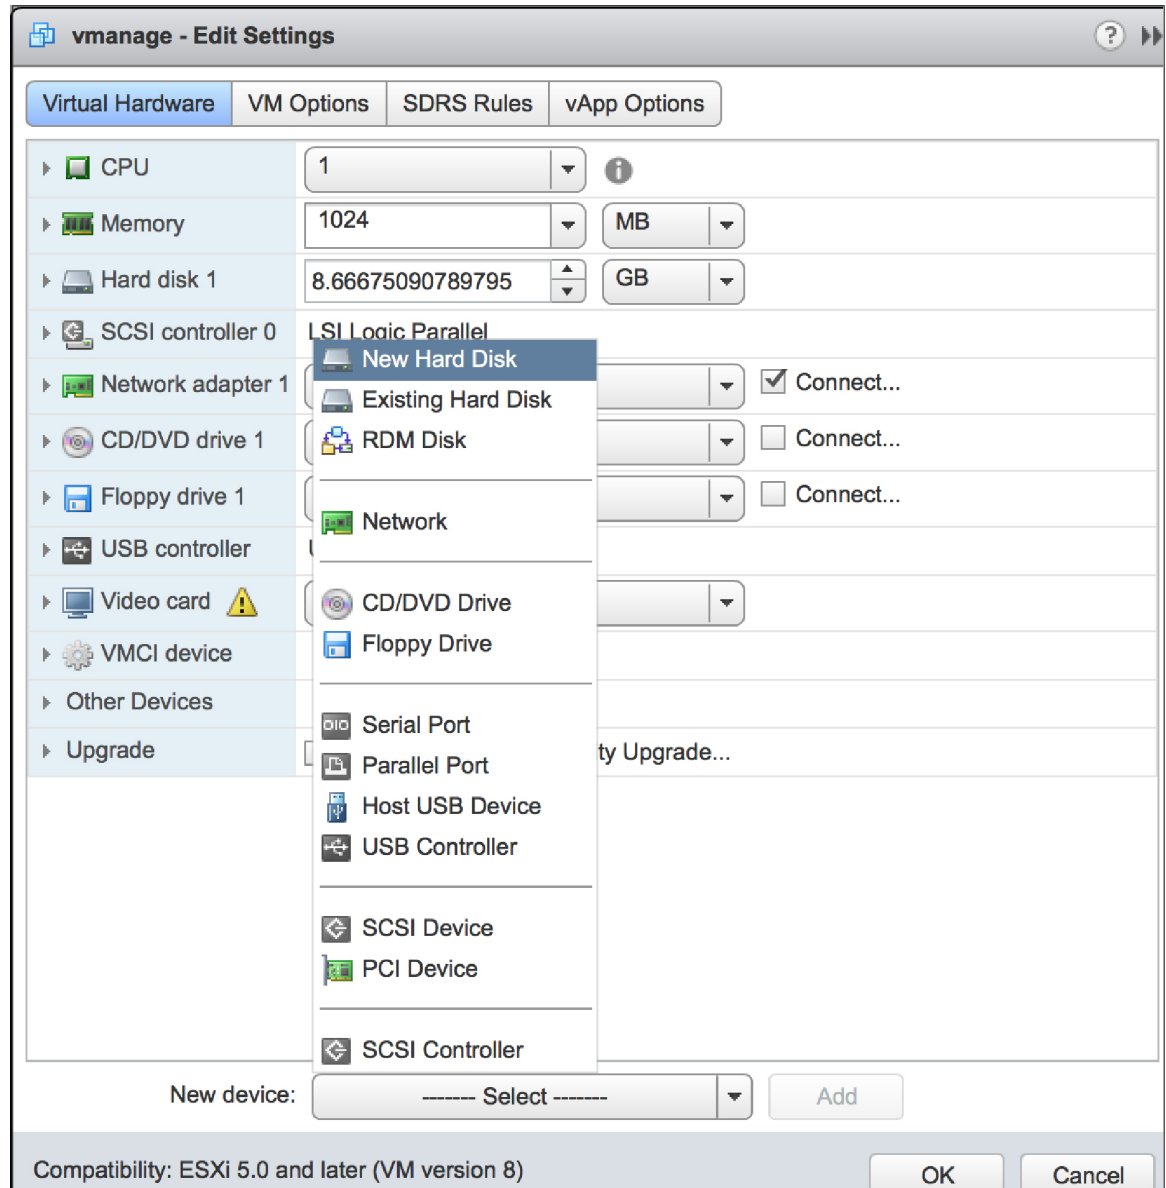 vmanage - Edit Settings
Virtual Hardware VM Options SDRS Rules vApp Options
CPU 1
Memory 1024 MB
Hard disk 1 8.66675090789795 GB
SCSI controller 0 LSI Logic Parallel
New Hard Disk
Network adapter 1 Connect...
Existing Hard Disk
CD/DVD drive 1 RDM Disk Connect...
Floppy drive 1 Connect...
Network
USB controller
Video card CD/DVD Drive
Floppy Drive
VMCI device
Other Devices
Serial Port
Upgrade ty Upgrade...
Parallel Port
Host USB Device
USB Controller
SCSI Device
PCI Device
SCSI Controller
New device: ------- Select ------- Add
Compatibility: ESXi 5.0 and later (VM version 8) OK Cancel